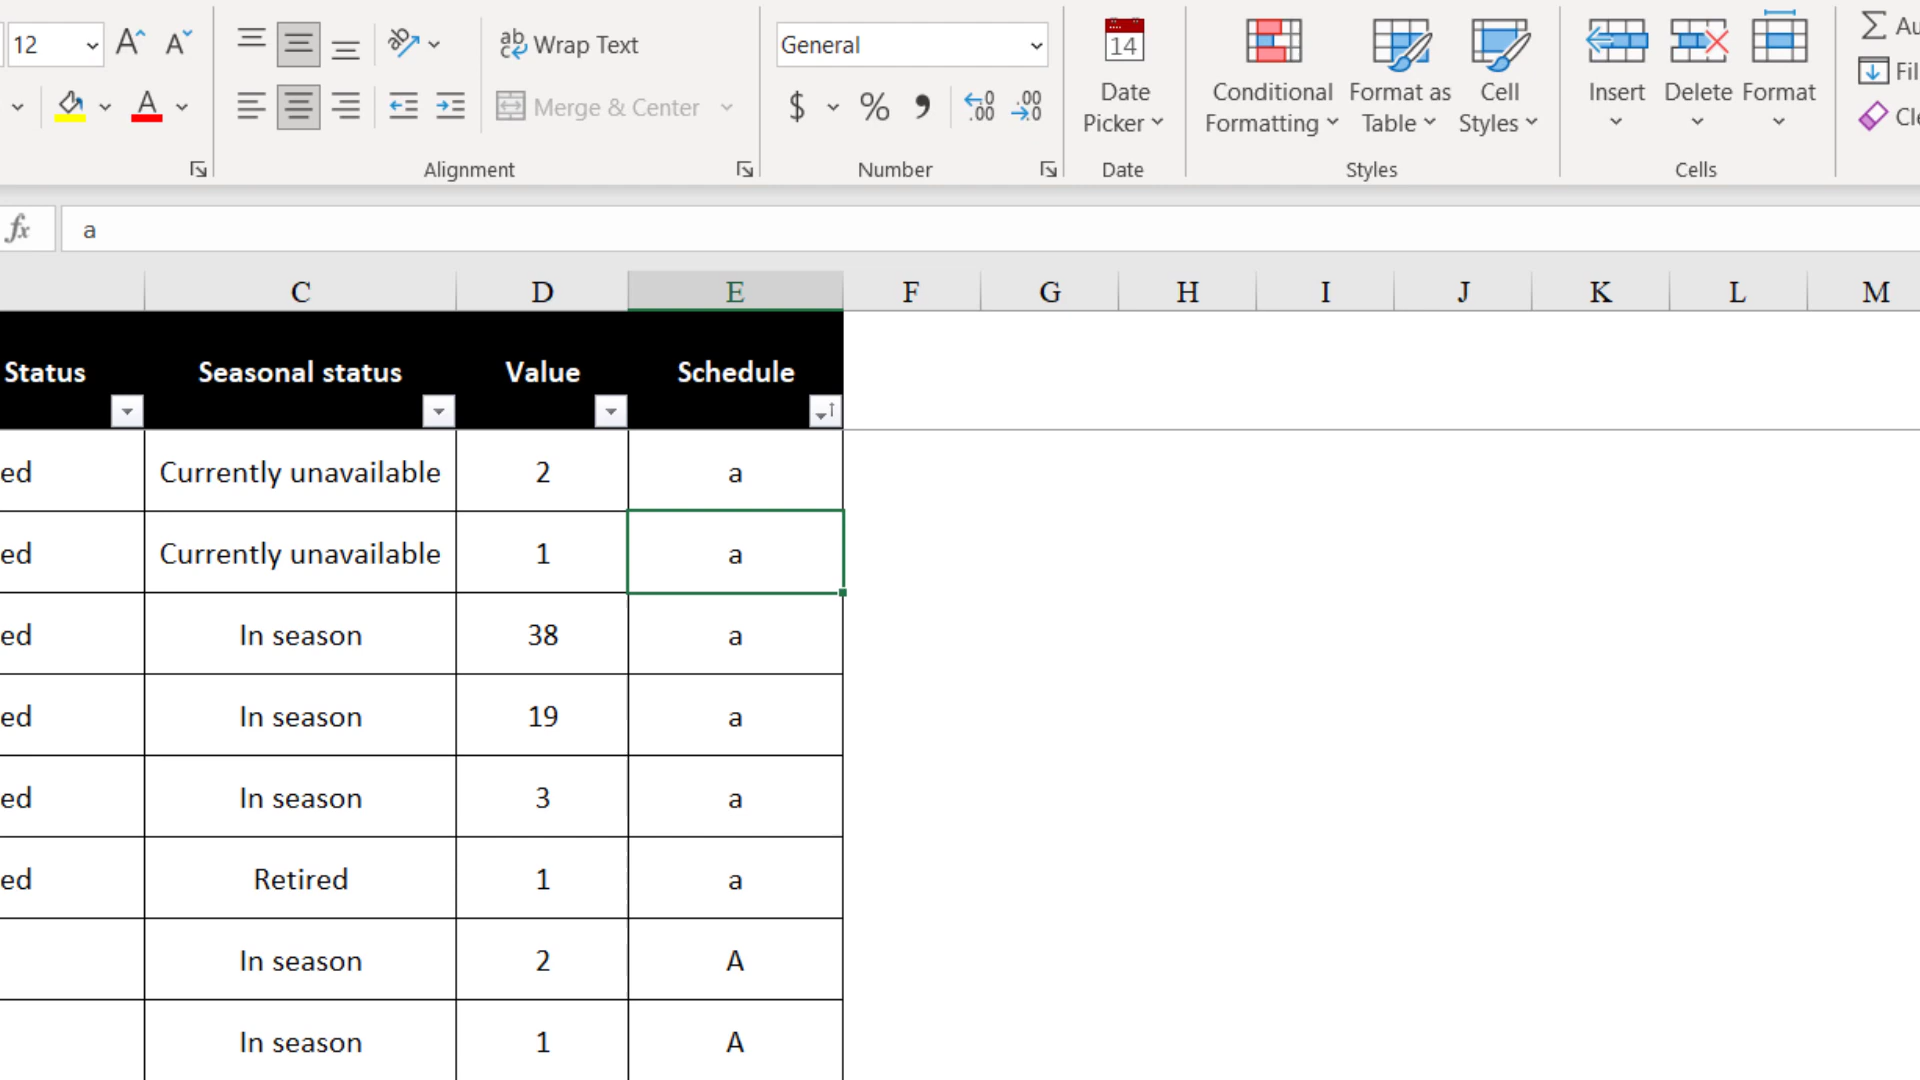 12
A A
Wrap Text
General
Merge & Center
$ % 9
14
Date Picker
Conditional Formatting
Format as Table
Cell Styles
Insert
Delete
Format
Alignment
Number
Date
Styles
Cells
fx a
C D E F G H I J K L M
Status Seasonal status Value Schedule
ed Currently unavailable 2 a
ed Currently unavailable 1 a
ed In season 38 a
ed In season 19 a
ed In season 3 a
ed Retired 1 a
In season 2 A
In season 1 A